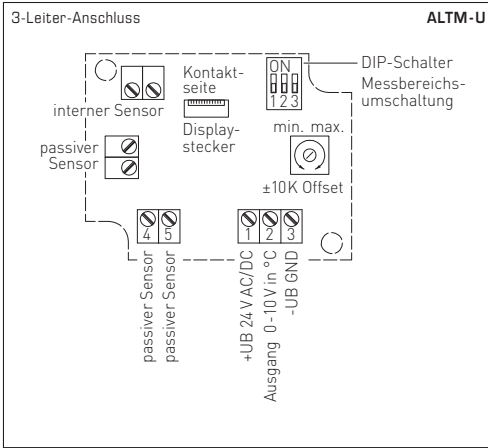 3-Leiter-Anschluss
ALTM-U
ON
1 2 3
DIP-Schalter
Messbereichs-
umschaltung
Kontakt-
seite
interner Sensor
Display-
stecker
min. max.
passiver
Sensor
±10K Offset
4 5
1 2 3
passiver Sensor
passiver Sensor
+UB 24 V AC/DC
Ausgang 0-10 V in °C
-UB GND